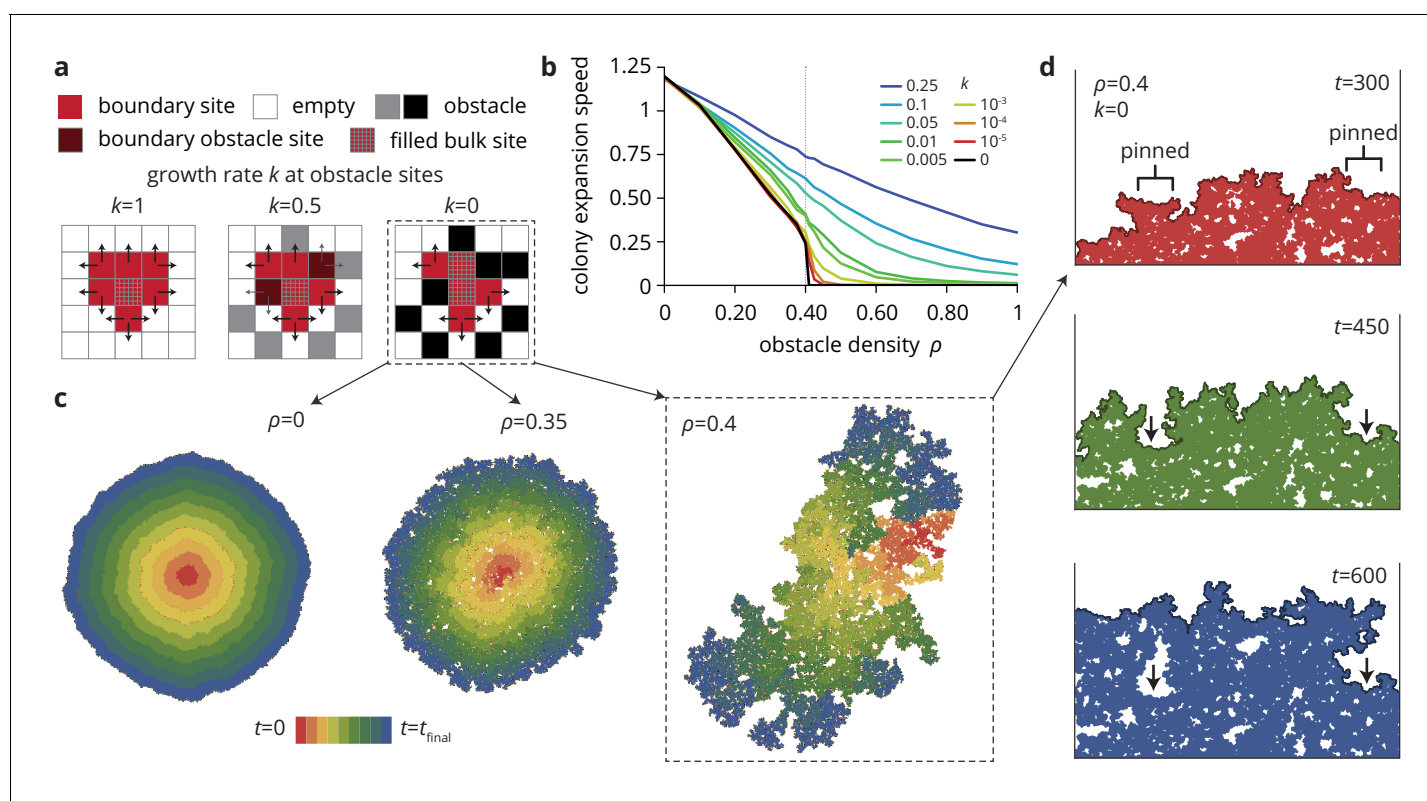 a
boundary site empty obstacle
boundary obstacle site filled bulk site
growth rate k at obstacle sites
k=1 k=0.5 k=0
b
colony expansion speed
1.25
1
0.75
0.50
0.25
0
0 0.20 0.40 0.60 0.80 1
obstacle density ρ
k
0.25
0.1
0.05
0.01
0.005
10⁻³
10⁻⁴
10⁻⁵
0
c
ρ=0
ρ=0.35
ρ=0.4
t=0 t=t_final
d
ρ=0.4 t=300
k=0
pinned pinned
t=450
t=600